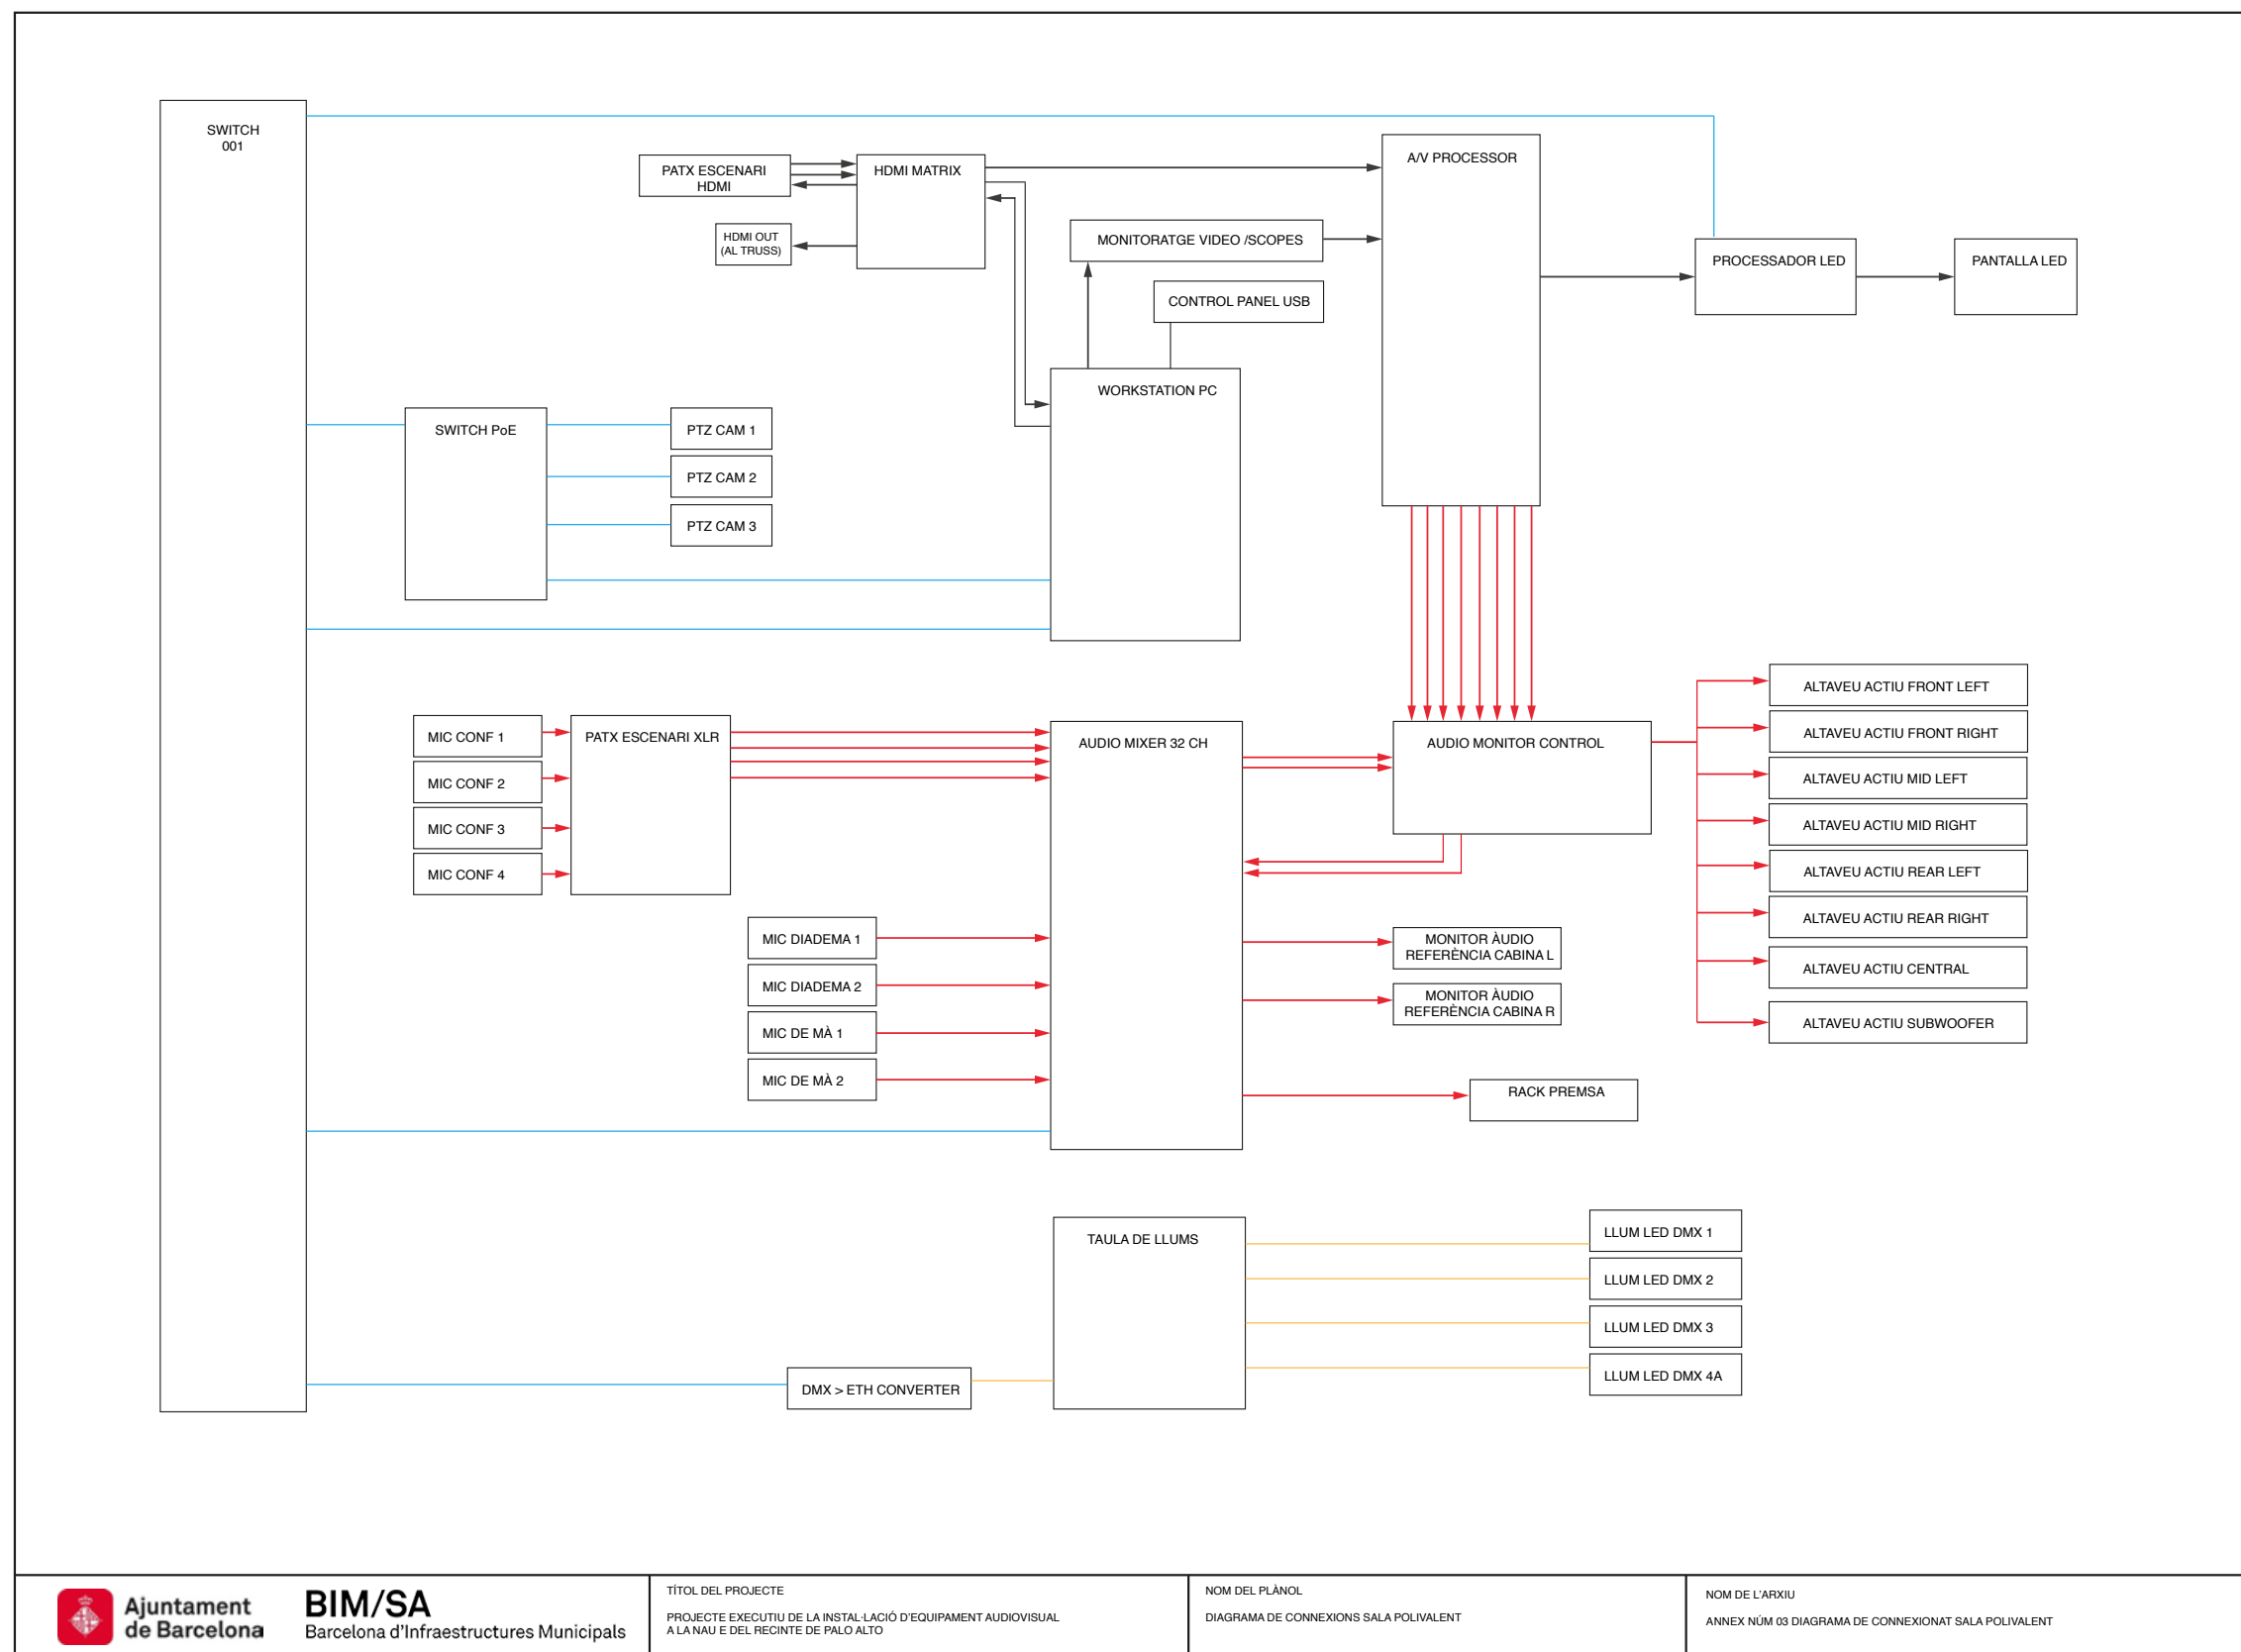 SWITCH
001
PATX ESCENARI
HDMI
HDMI MATRIX
HDMI OUT
(AL TRUSS)
A/V PROCESSOR
MONITORATGE VIDEO /SCOPES
CONTROL PANEL USB
PROCESSADOR LED
PANTALLA LED
WORKSTATION PC
SWITCH PoE
PTZ CAM 1
PTZ CAM 2
PTZ CAM 3
MIC CONF 1
MIC CONF 2
MIC CONF 3
MIC CONF 4
PATX ESCENARI XLR
AUDIO MIXER 32 CH
AUDIO MONITOR CONTROL
ALTAVEU ACTIU FRONT LEFT
ALTAVEU ACTIU FRONT RIGHT
ALTAVEU ACTIU MID LEFT
ALTAVEU ACTIU MID RIGHT
ALTAVEU ACTIU REAR LEFT
ALTAVEU ACTIU REAR RIGHT
ALTAVEU ACTIU CENTRAL
ALTAVEU ACTIU SUBWOOFER
MIC DIADEMA 1
MIC DIADEMA 2
MIC DE MÀ 1
MIC DE MÀ 2
MONITOR ÀUDIO
REFERÈNCIA CABINA L
MONITOR ÀUDIO
REFERÈNCIA CABINA R
RACK PREMSA
TAULA DE LLUMS
LLUM LED DMX 1
LLUM LED DMX 2
LLUM LED DMX 3
LLUM LED DMX 4A
DMX > ETH CONVERTER
Ajuntament
de Barcelona
BIM/SA
Barcelona d'Infraestructures Municipals
TÍTOL DEL PROJECTE
PROJECTE EXECUTIU DE LA INSTAL·LACIÓ D'EQUIPAMENT AUDIOVISUAL
A LA NAU E DEL RECINTE DE PALO ALTO
NOM DEL PLÀNOL
DIAGRAMA DE CONNEXIONS SALA POLIVALENT
NOM DE L'ARXIU
ANNEX NÚM 03 DIAGRAMA DE CONNEXIONAT SALA POLIVALENT